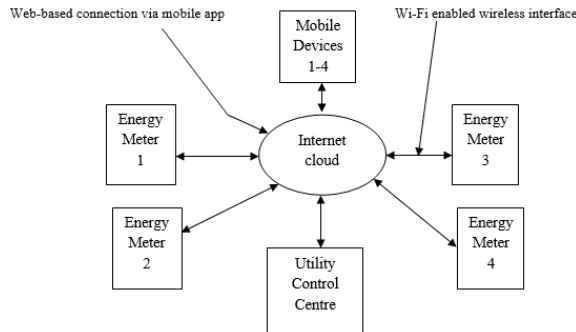 Web-based connection via mobile app
Wi-Fi enabled wireless interface
Mobile
Devices
1-4
Energy
Meter
1
Internet
cloud
Energy
Meter
3
Energy
Meter
2
Utility
Control
Centre
Energy
Meter
4